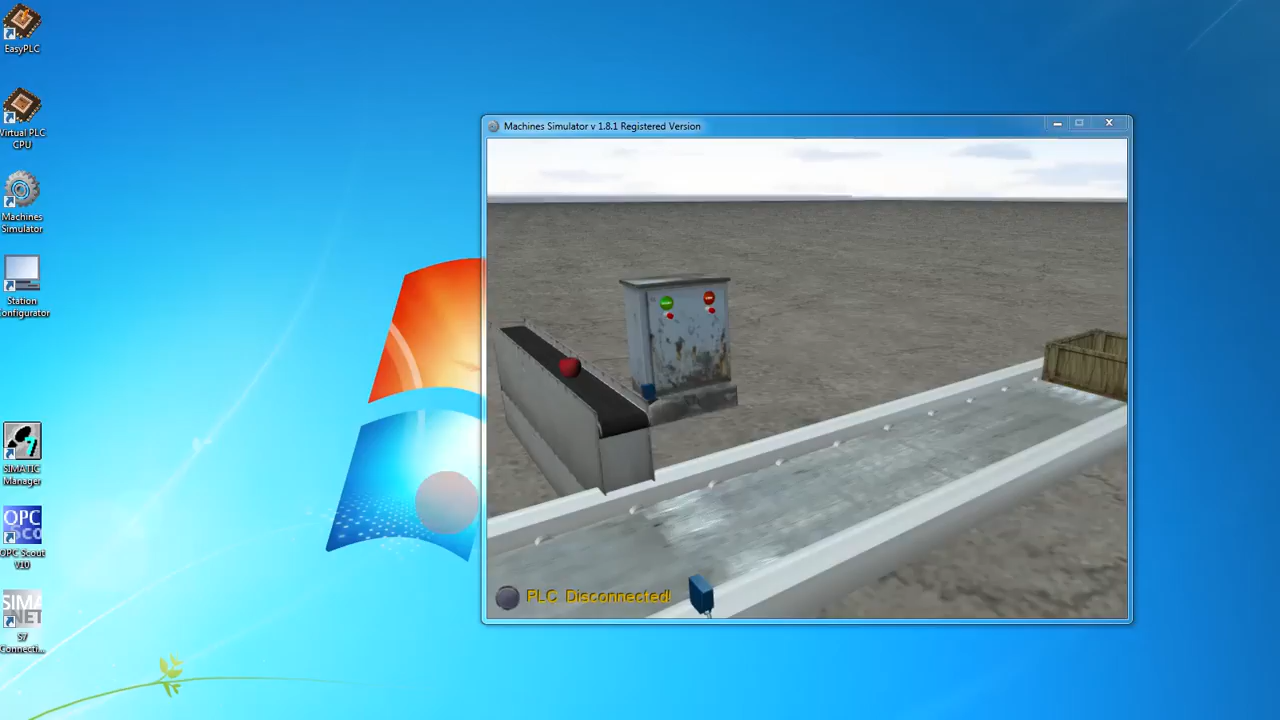 EasyPLC
Virtual PLC
CPU
Machines
Simulator
Station
Configurator
SIMATIC
Manager
OPC Scout
V10
S7
Connecti...
Machines Simulator v 1.8.1 Registered Version
PLC Disconnected!